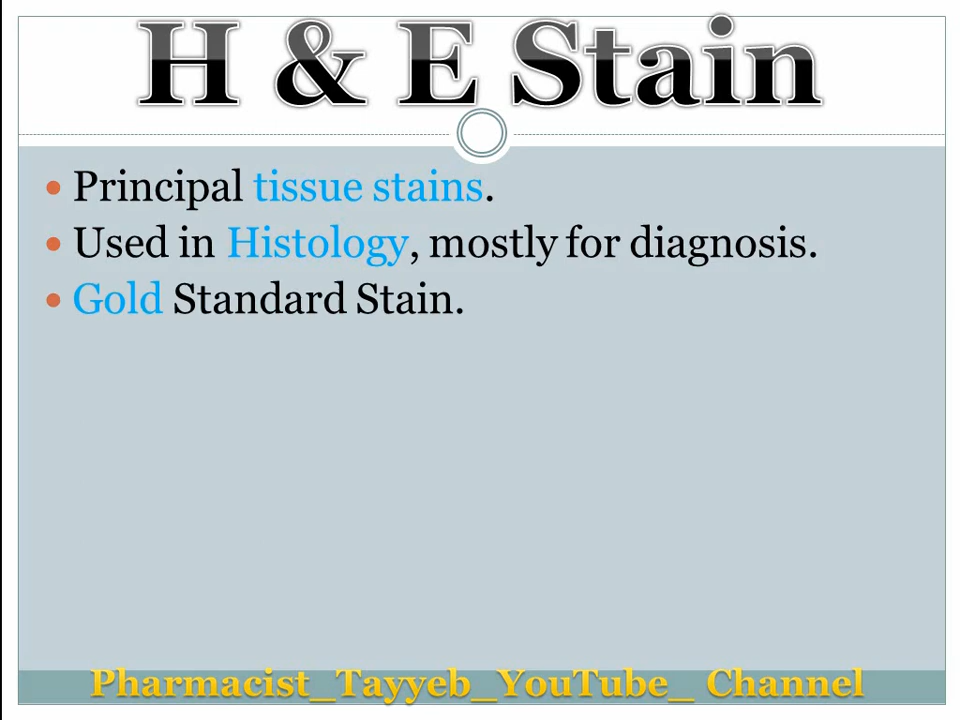 H & E Stain
• Principal tissue stains.
• Used in Histology, mostly for diagnosis.
• Gold Standard Stain.
Pharmacist_Tayyeb_YouTube_ Channel